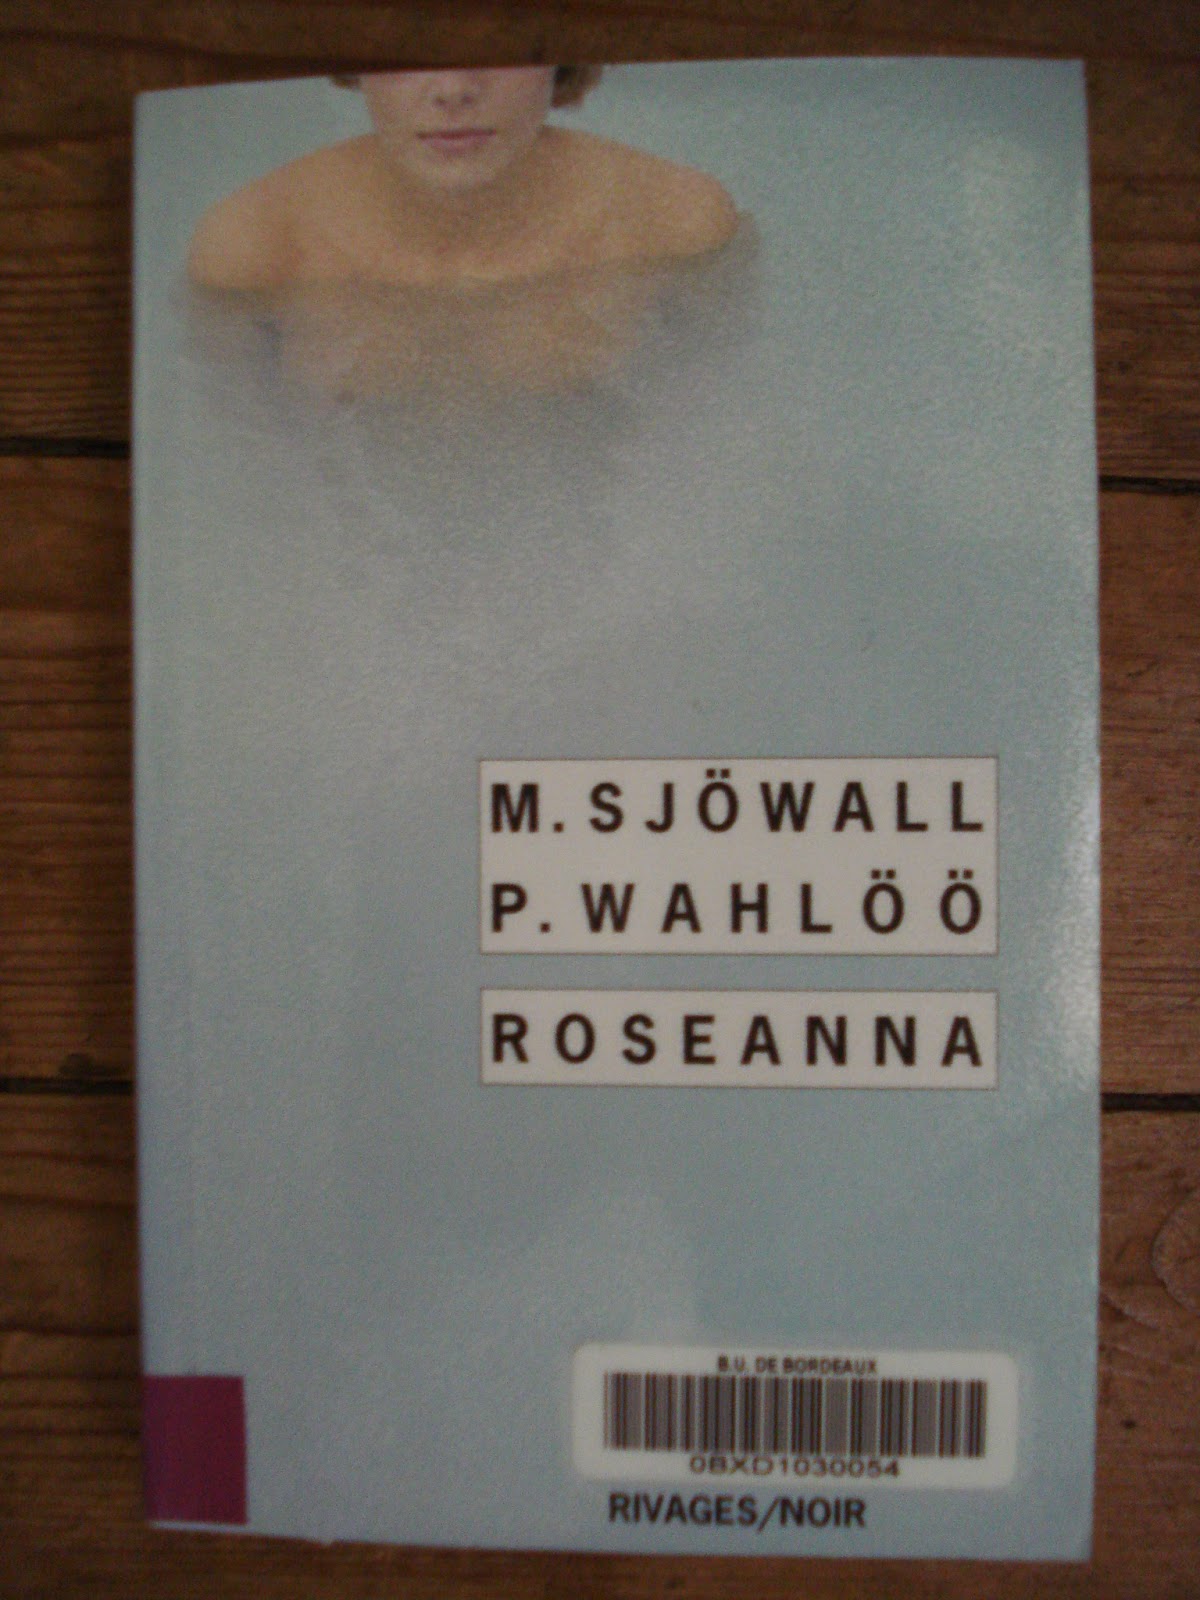 M. SJÖWALL
P. WAHLÖÖ
ROSEANNA
B.U. DE BORDEAUX
0BXD1030054
RIVAGES/NOIR